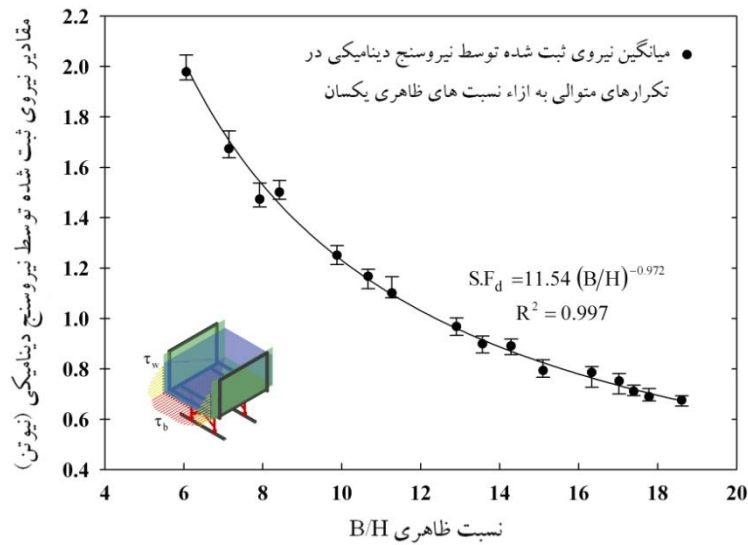 مقادیر نیروی ثبت شده توسط نیروسنج دینامیکی (نیوتن)
2.2
2.0
1.8
1.6
1.4
1.2
1.0
0.8
0.6
0.4
میانگین نیروی ثبت شده توسط نیروسنج دینامیکی در
تکرارهای متوالی به ازاء نسبت های ظاهری یکسان
S.F_d =11.54 (B/H)^−0.972
R² = 0.997
τ_w
τ_b
4 6 8 10 12 14 16 18 20
نسبت ظاهری B/H